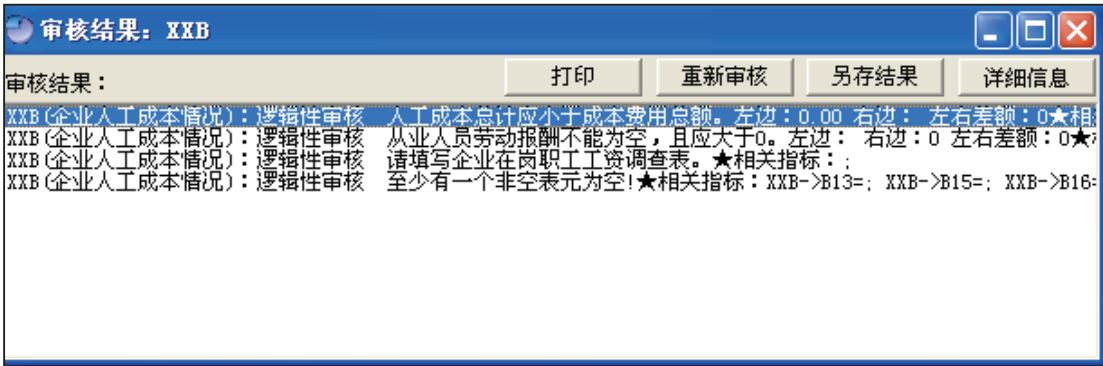 审核结果：XXB
审核结果：
打印 重新审核 另存结果 详细信息
XXB(企业人工成本情况)：逻辑性审核 人工成本总计应小于成本费用总额。左边：0.00 右边： 左右差额：0★相
XXB(企业人工成本情况)：逻辑性审核 从业人员劳动报酬不能为空，且应大于0。左边： 右边：0 左右差额：0★
XXB(企业人工成本情况)：逻辑性审核 请填写企业在岗职工工资调查表。★相关指标：;
XXB(企业人工成本情况)：逻辑性审核 至少有一个非空表元为空!★相关指标：XXB->B13=; XXB->B15=; XXB->B16=